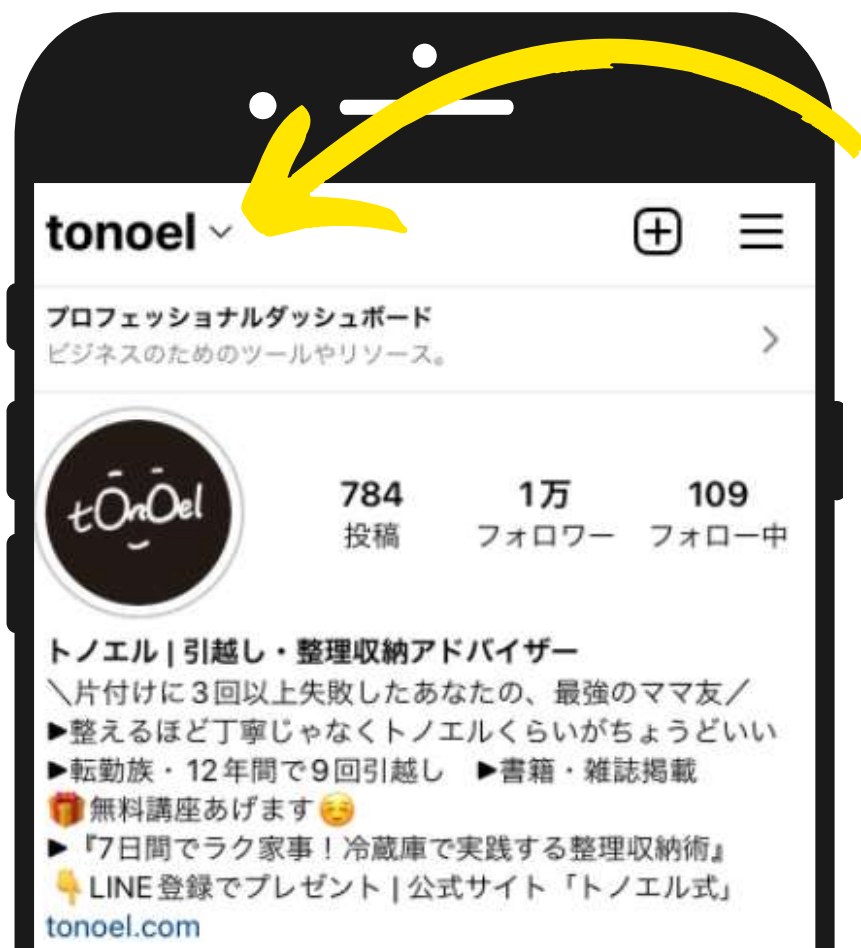 tonoel
プロフェッショナルダッシュボード
ビジネスのためのツールやリソース。
tOnOel
784 1万 109
投稿 フォロワー フォロー中
トノエル | 引越し・整理収納アドバイザー
＼片付けに3回以上失敗したあなたの、最強のママ友／
▶整えるほど丁寧じゃなくトノエルくらいがちょうどいい
▶転勤族・12年間で9回引越し ▶書籍・雑誌掲載
🎁無料講座あげます😌
▶『7日間でラク家事！冷蔵庫で実践する整理収納術』
👇LINE登録でプレゼント | 公式サイト「トノエル式」
tonoel.com